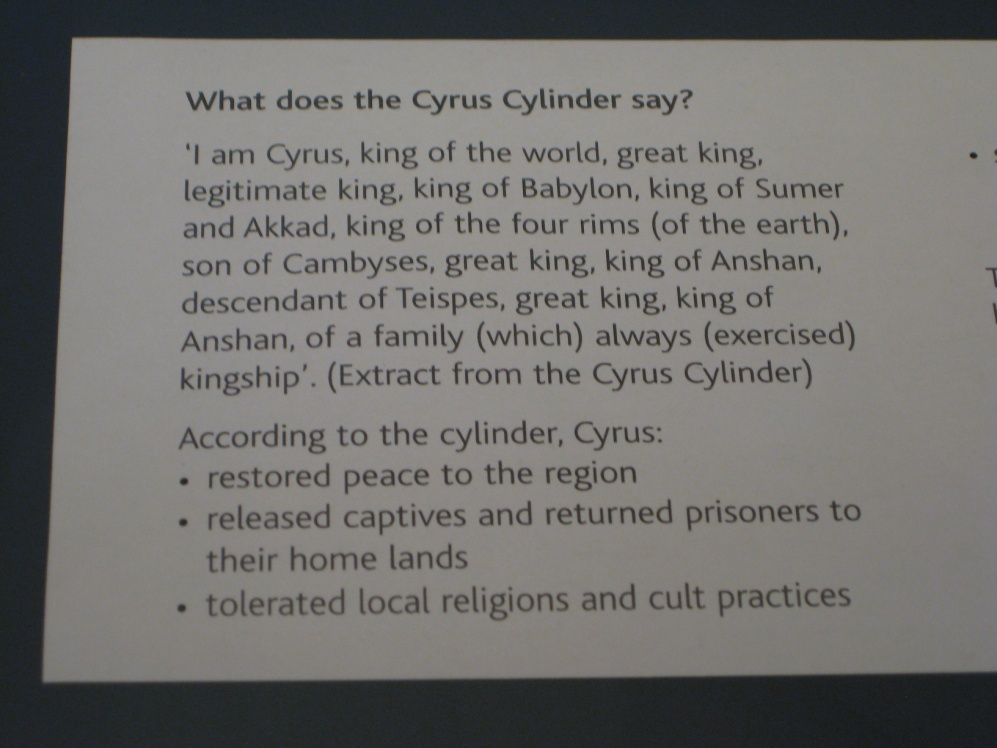 What does the Cyrus Cylinder say?
‘I am Cyrus, king of the world, great king,
legitimate king, king of Babylon, king of Sumer
and Akkad, king of the four rims (of the earth),
son of Cambyses, great king, king of Anshan,
descendant of Teispes, great king, king of
Anshan, of a family (which) always (exercised)
kingship’. (Extract from the Cyrus Cylinder)
According to the cylinder, Cyrus:
• restored peace to the region
• released captives and returned prisoners to
their home lands
• tolerated local religions and cult practices